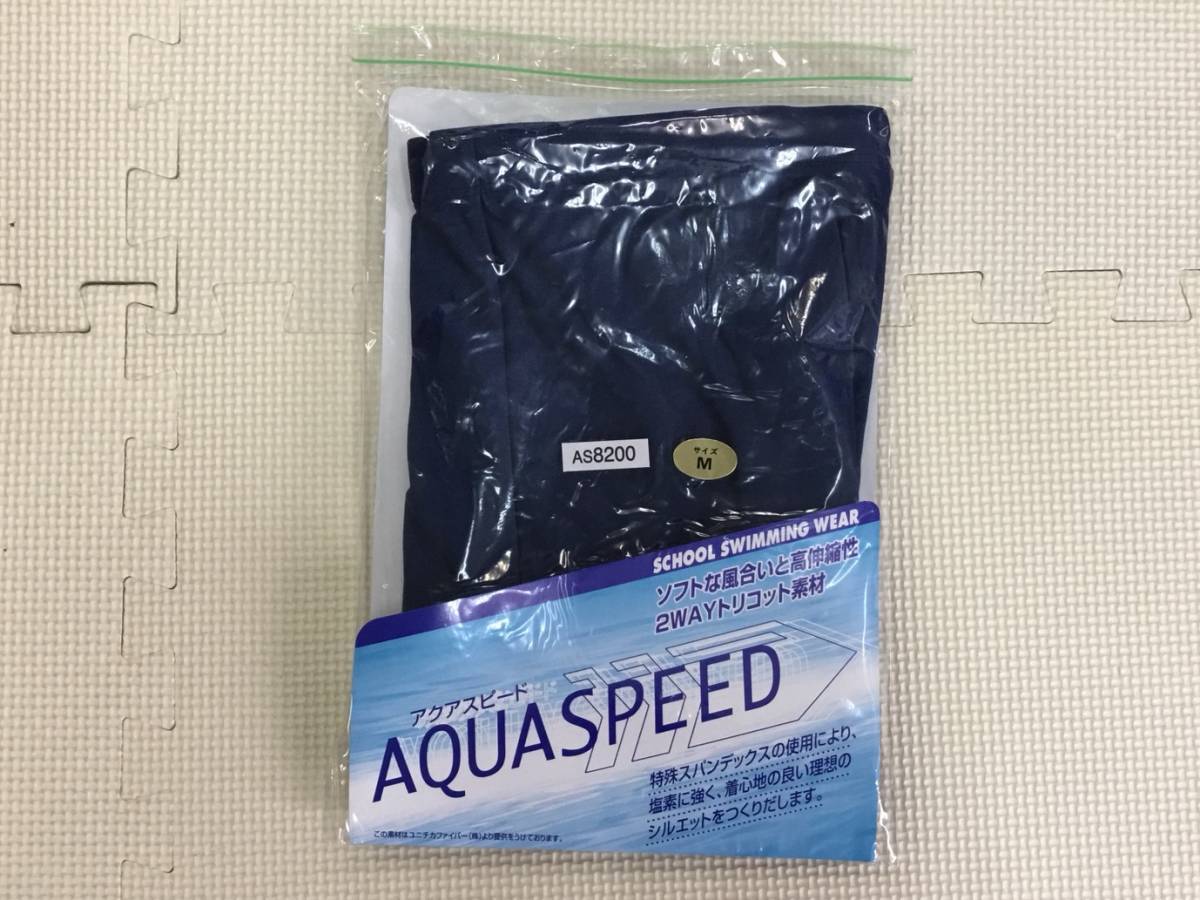 AS8200
サイズ
M
SCHOOL SWIMMING WEAR
ソフトな風合いと高伸縮性
2WAYトリコット素材
アクアスピード
AQUASPEED
特殊スパンデックスの使用により、
塩素に強く、着心地の良い理想の
シルエットをつくりだします。
この素材はユニチカファイバー(株)より提供をうけております。